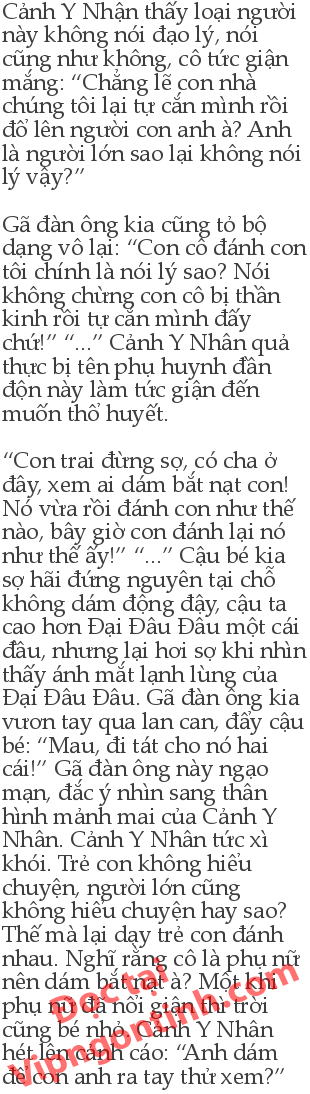 Cảnh Y Nhận thấy loại người
này không nói đạo lý, nói
cũng như không, cô tức giận
mắng: “Chẳng lẽ con nhà
chúng tôi lại tự cắn mình rồi
đổ lên người con anh à? Anh
là người lớn sao lại không nói
lý vậy?”
Gã đàn ông kia cũng tỏ bộ
dạng vô lại: “Con cô đánh con
tôi chính là nói lý sao? Nói
không chừng con cô bị thần
kinh rồi tự cắn mình đấy
chứ!” “...” Cảnh Y Nhân quả
thực bị tên phụ huynh đần
độn này làm tức giận đến
muốn thổ huyết.
“Con trai đừng sợ, có cha ở
đây, xem ai dám bắt nạt con!
Nó vừa rồi đánh con như thế
nào, bây giờ con đánh lại nó
như thế ấy!” “...” Cậu bé kia
sợ hãi đứng nguyên tại chỗ
không dám động đậy, cậu ta
cao hơn Đại Đâu Đâu một cái
đầu, nhưng lại hơi sợ khi nhìn
thấy ánh mắt lạnh lùng của
Đại Đâu Đâu. Gã đàn ông kia
vươn tay qua lan can, đẩy cậu
bé: “Mau, đi tát cho nó hai
cái!” Gã đàn ông này ngạo
mạn, đắc ý nhìn sang thân
hình mảnh mai của Cảnh Y
Nhân. Cảnh Y Nhân tức xì
khói. Trẻ con không hiểu
chuyện, người lớn cũng
không hiểu chuyện hay sao?
Thế mà lại dạy trẻ con đánh
nhau. Nghĩ rằng cô là phụ nữ
nên dám bắt nạt à? Một khi
phụ nữ đã nổi giận thì trời
cũng bé nhỏ. Cảnh Y Nhân
hét lên cảnh cáo: “Anh dám
để con anh ra tay thử xem?”
Đọc tại
Vipngontinh.com